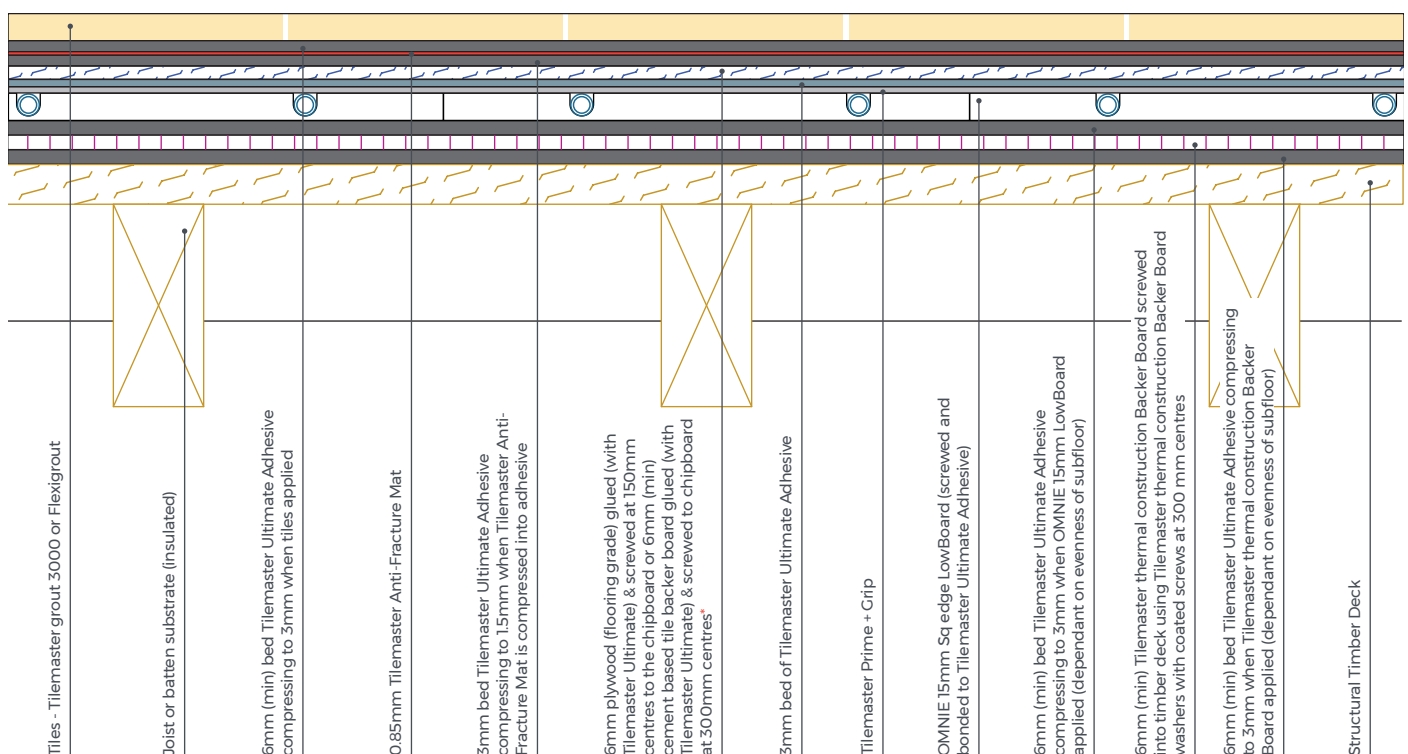 Tiles - Tilemaster grout 3000 or Flexigrout
Joist or batten substrate (insulated)
6mm (min) bed Tilemaster Ultimate Adhesive
compressing to 3mm when tiles applied
0.85mm Tilemaster Anti-Fracture Mat
3mm bed Tilemaster Ultimate Adhesive
compressing to 1.5mm when Tilemaster Anti-
Fracture Mat is compressed into adhesive
6mm plywood (flooring grade) glued (with
Tilemaster Ultimate) & screwed at 150mm
centres to the chipboard or 6mm (min)
cement based tile backer board glued (with
Tilemaster Ultimate) & screwed to chipboard
at 300mm centres*
3mm bed of Tilemaster Ultimate Adhesive
Tilemaster Prime + Grip
OMNIE 15mm Sq edge LowBoard (screwed and
bonded to Tilemaster Ultimate Adhesive)
6mm (min) bed Tilemaster Ultimate Adhesive
compressing to 3mm when OMNIE 15mm LowBoard
applied (dependant on evenness of subfloor)
6mm (min) Tilemaster thermal construction Backer Board screwed
into timber deck using Tilemaster thermal construction Backer Board
washers with coated screws at 300 mm centres
6mm (min) bed Tilemaster Ultimate Adhesive compressing
to 3mm when Tilemaster thermal construction Backer
Board applied (dependant on evenness of subfloor)
Structural Timber Deck